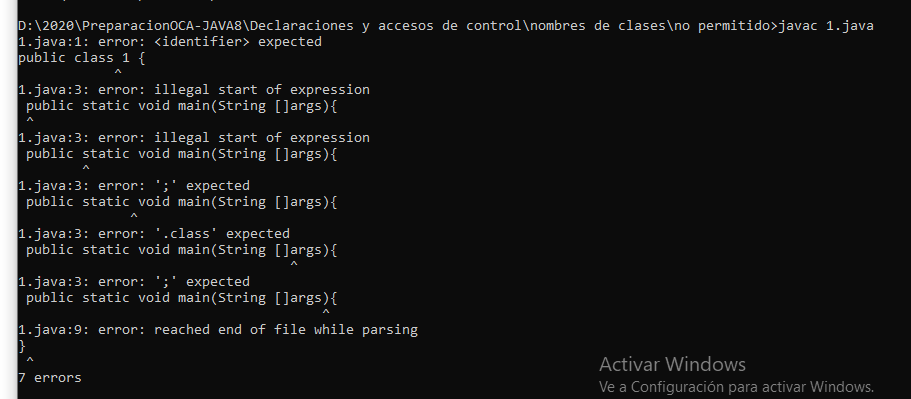 D:\2020\PreparacionOCA-JAVA8\Declaraciones y accesos de control\nombres de clases\no permitido>javac 1.java
1.java:1: error: <identifier> expected
public class 1 {
            ^
1.java:3: error: illegal start of expression
 public static void main(String []args){
 ^
1.java:3: error: illegal start of expression
 public static void main(String []args){
        ^
1.java:3: error: ';' expected
 public static void main(String []args){
              ^
1.java:3: error: '.class' expected
 public static void main(String []args){
                                  ^
1.java:3: error: ';' expected
 public static void main(String []args){
                                      ^
1.java:9: error: reached end of file while parsing
}
 ^
7 errors
Activar Windows
Ve a Configuración para activar Windows.